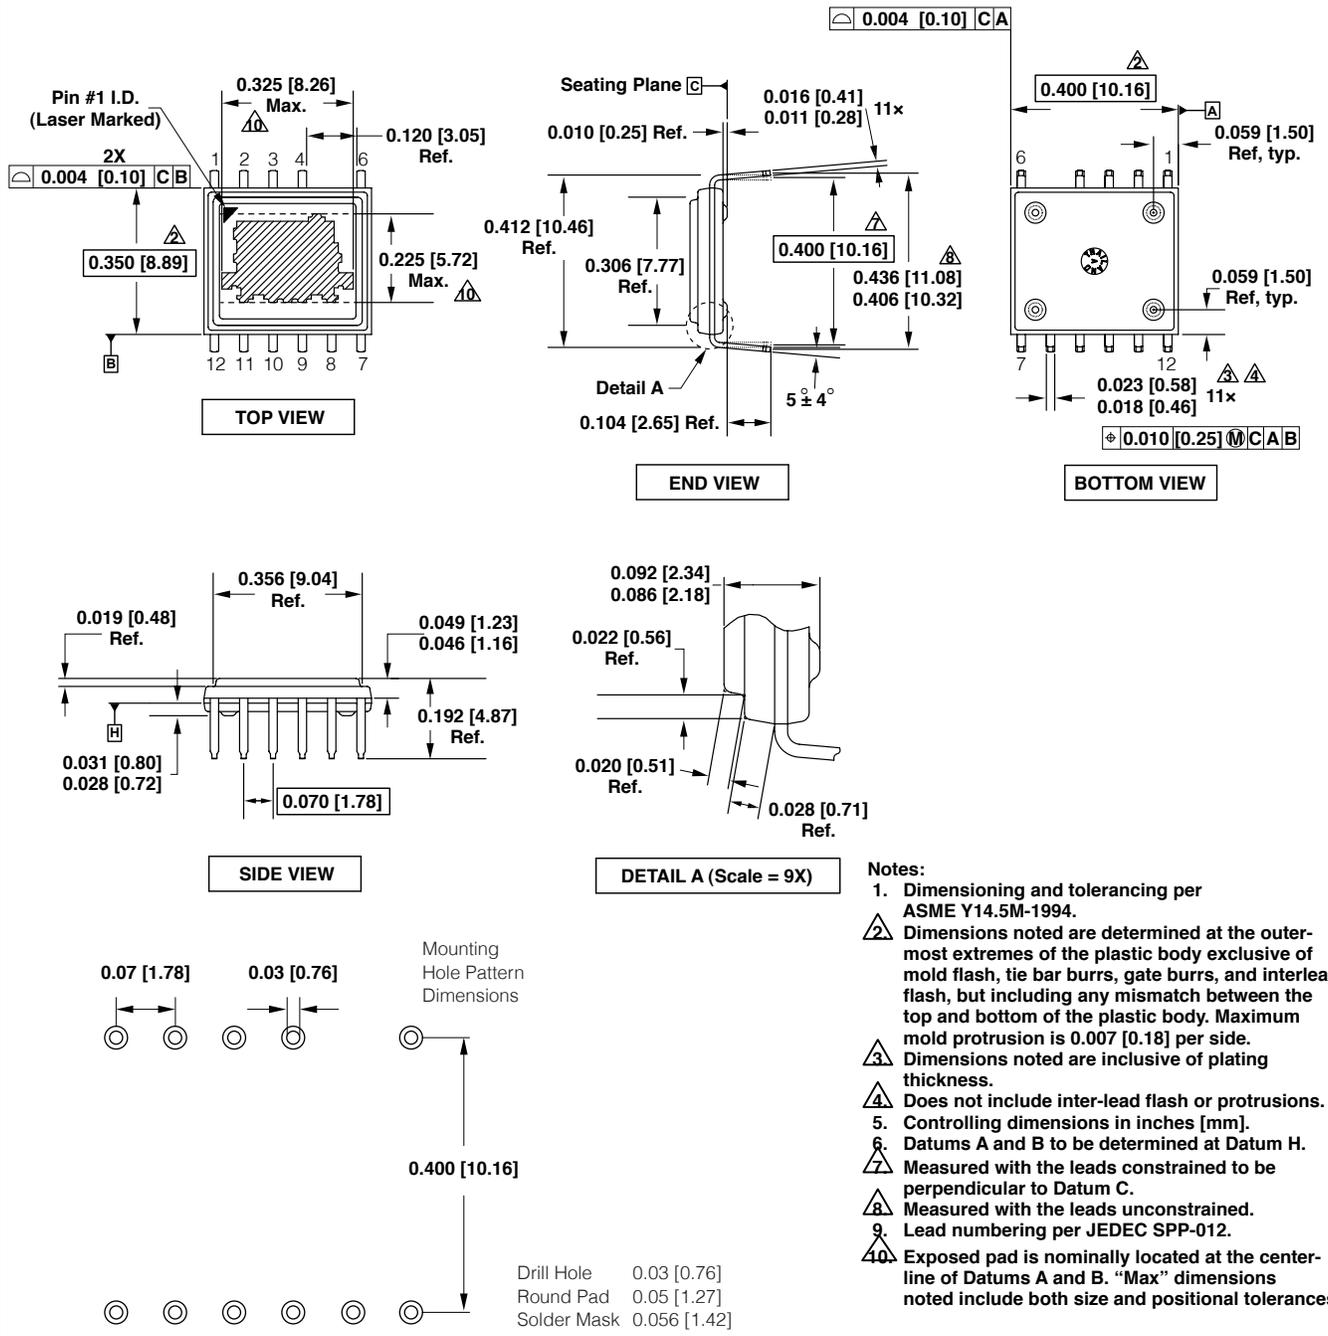 0.004 [0.10] C A
2
0.400 [10.16]
A
0.059 [1.50]
Ref, typ.
6 1
0.059 [1.50]
Ref, typ.
7 12
0.023 [0.58]
0.018 [0.46]
11×
3 4
0.010 [0.25] M C A B
BOTTOM VIEW
Pin #1 I.D.
(Laser Marked)
0.325 [8.26]
Max.
10
0.120 [3.05]
Ref.
2X
0.004 [0.10] C B
1 2 3 4 6
2
0.350 [8.89]
0.225 [5.72]
Max.
10
B
12 11 10 9 8 7
TOP VIEW
Seating Plane C
0.010 [0.25] Ref.
0.016 [0.41]
0.011 [0.28]
11×
0.412 [10.46]
Ref.
0.306 [7.77]
Ref.
7
0.400 [10.16]
8
0.436 [11.08]
0.406 [10.32]
Detail A
5 ± 4°
0.104 [2.65] Ref.
END VIEW
0.356 [9.04]
Ref.
0.019 [0.48]
Ref.
0.049 [1.23]
0.046 [1.16]
H
0.192 [4.87]
Ref.
0.031 [0.80]
0.028 [0.72]
0.070 [1.78]
SIDE VIEW
0.092 [2.34]
0.086 [2.18]
0.022 [0.56]
Ref.
0.020 [0.51]
Ref.
0.028 [0.71]
Ref.
DETAIL A (Scale = 9X)
Mounting
Hole Pattern
Dimensions
0.07 [1.78]
0.03 [0.76]
0.400 [10.16]
Drill Hole 0.03 [0.76]
Round Pad 0.05 [1.27]
Solder Mask 0.056 [1.42]
Notes:
1. Dimensioning and tolerancing per
ASME Y14.5M-1994.
2. Dimensions noted are determined at the outer-
most extremes of the plastic body exclusive of
mold flash, tie bar burrs, gate burrs, and interlea
flash, but including any mismatch between the
top and bottom of the plastic body. Maximum
mold protrusion is 0.007 [0.18] per side.
3. Dimensions noted are inclusive of plating
thickness.
4. Does not include inter-lead flash or protrusions.
5. Controlling dimensions in inches [mm].
6. Datums A and B to be determined at Datum H.
7. Measured with the leads constrained to be
perpendicular to Datum C.
8. Measured with the leads unconstrained.
9. Lead numbering per JEDEC SPP-012.
10. Exposed pad is nominally located at the center-
line of Datums A and B. “Max” dimensions
noted include both size and positional tolerances